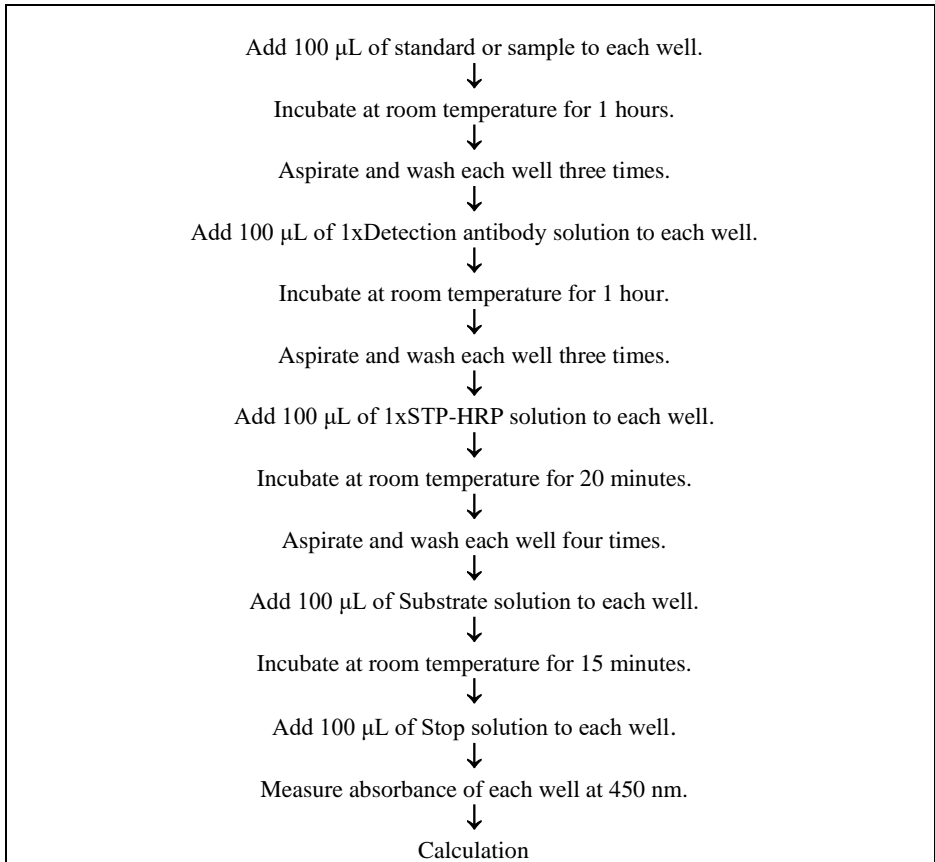 Add 100 μL of standard or sample to each well.
↓
Incubate at room temperature for 1 hours.
↓
Aspirate and wash each well three times.
↓
Add 100 μL of 1xDetection antibody solution to each well.
↓
Incubate at room temperature for 1 hour.
↓
Aspirate and wash each well three times.
↓
Add 100 μL of 1xSTP-HRP solution to each well.
↓
Incubate at room temperature for 20 minutes.
↓
Aspirate and wash each well four times.
↓
Add 100 μL of Substrate solution to each well.
↓
Incubate at room temperature for 15 minutes.
↓
Add 100 μL of Stop solution to each well.
↓
Measure absorbance of each well at 450 nm.
↓
Calculation